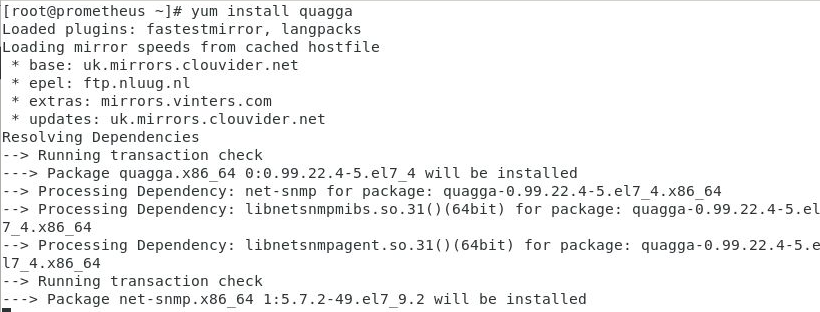 [root@prometheus ~]# yum install quagga
Loaded plugins: fastestmirror, langpacks
Loading mirror speeds from cached hostfile
 * base: uk.mirrors.clouvider.net
 * epel: ftp.nluug.nl
 * extras: mirrors.vinters.com
 * updates: uk.mirrors.clouvider.net
Resolving Dependencies
--> Running transaction check
---> Package quagga.x86_64 0:0.99.22.4-5.el7_4 will be installed
--> Processing Dependency: net-snmp for package: quagga-0.99.22.4-5.el7_4.x86_64
--> Processing Dependency: libnetsnmpmibs.so.31()(64bit) for package: quagga-0.99.22.4-5.el
7_4.x86_64
--> Processing Dependency: libnetsnmpagent.so.31()(64bit) for package: quagga-0.99.22.4-5.e
l7_4.x86_64
--> Running transaction check
---> Package net-snmp.x86_64 1:5.7.2-49.el7_9.2 will be installed